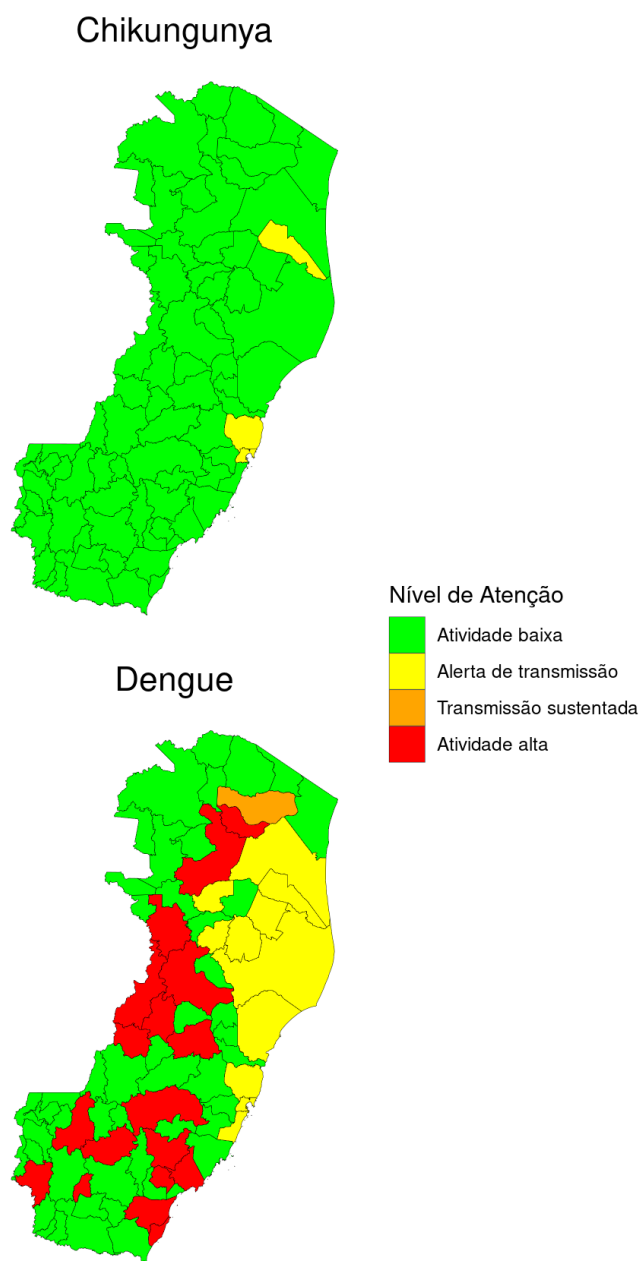 Chikungunya
Nível de Atenção
Atividade baixa
Alerta de transmissão
Transmissão sustentada
Atividade alta
Dengue